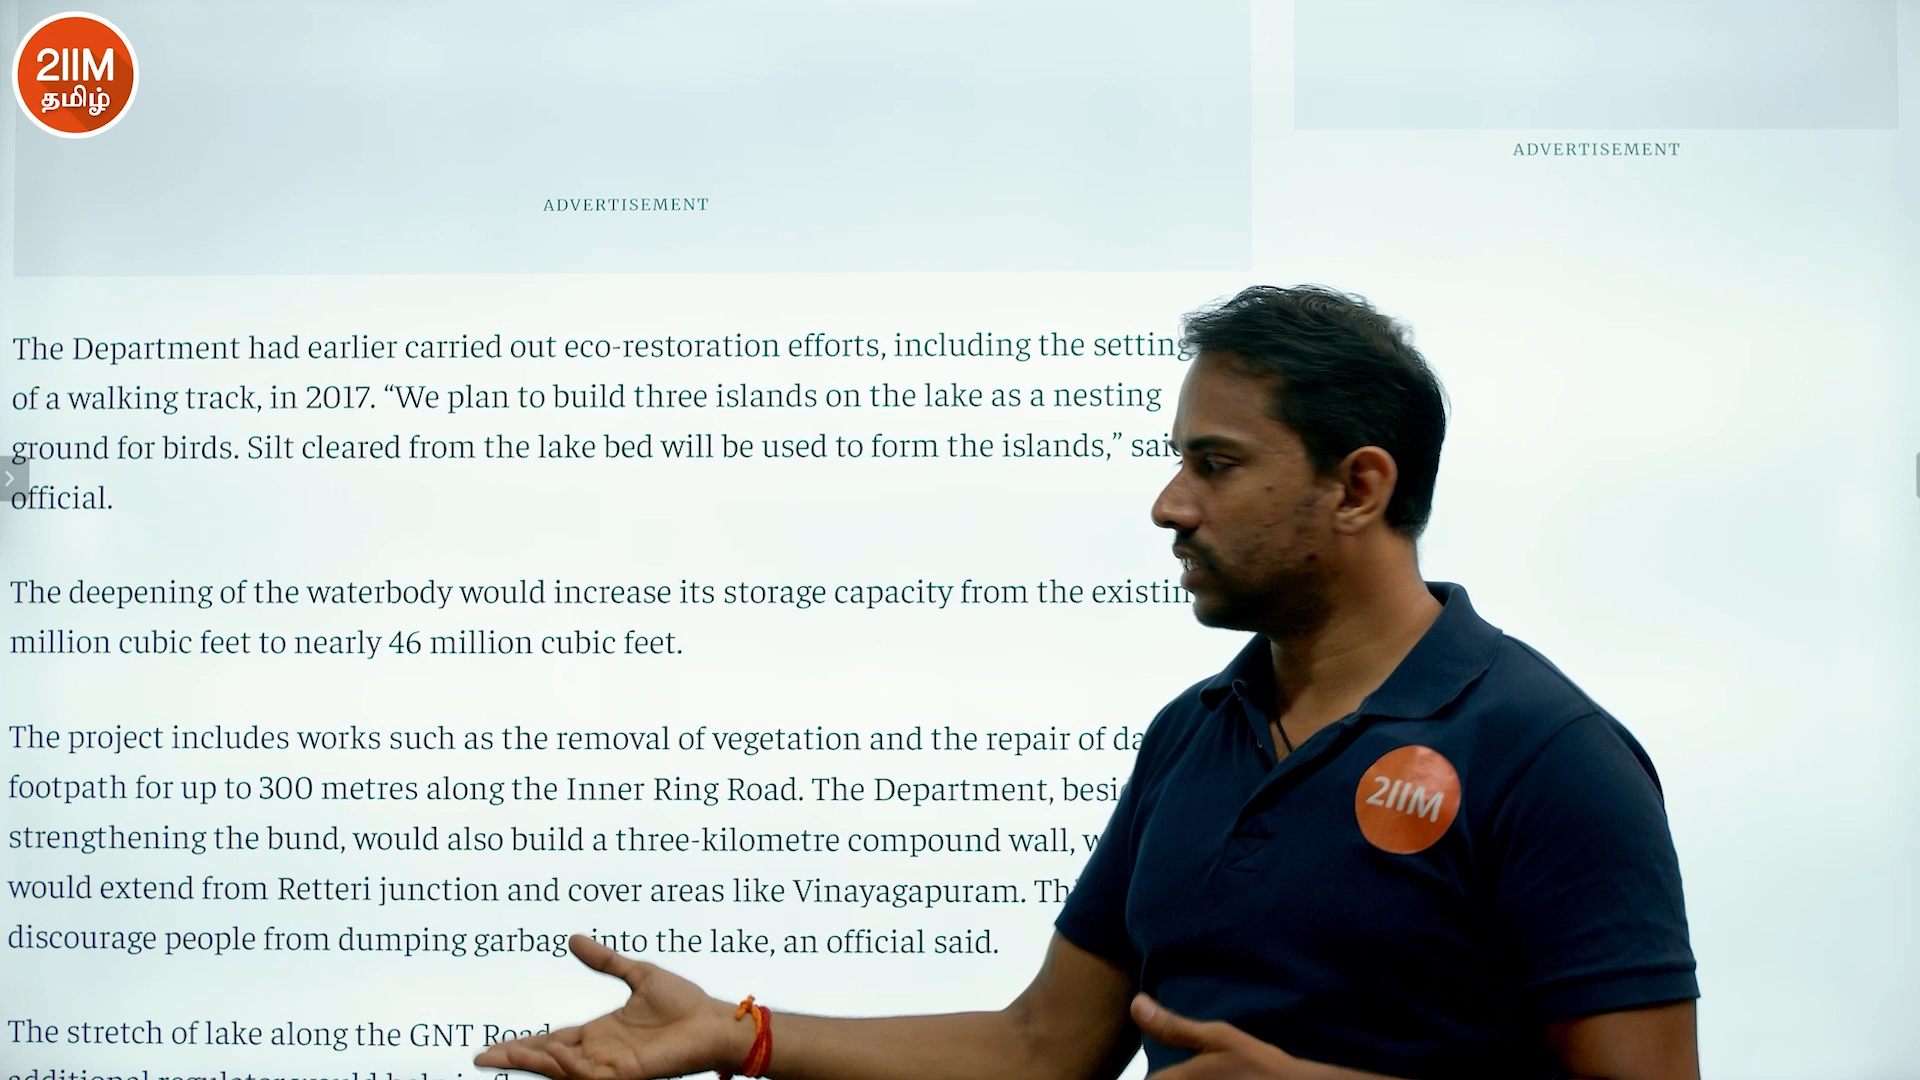 2IIM
தமிழ்
ADVERTISEMENT
ADVERTISEMENT
The Department had earlier carried out eco-restoration efforts, including the setting
of a walking track, in 2017. “We plan to build three islands on the lake as a nesting
ground for birds. Silt cleared from the lake bed will be used to form the islands,”
official.
The deepening of the waterbody would increase its storage capacity from the
million cubic feet to nearly 46 million cubic feet.
The project includes works such as the removal of vegetation and the repair of
footpath for up to 300 metres along the Inner Ring Road. The Department,
strengthening the bund, would also build a three-kilometre compound wall,
would extend from Retteri junction and cover areas like Vinayagapuram.
discourage people from dumping garbage into the lake, an official said.
The stretch of lake along the GNT Road
2IIM